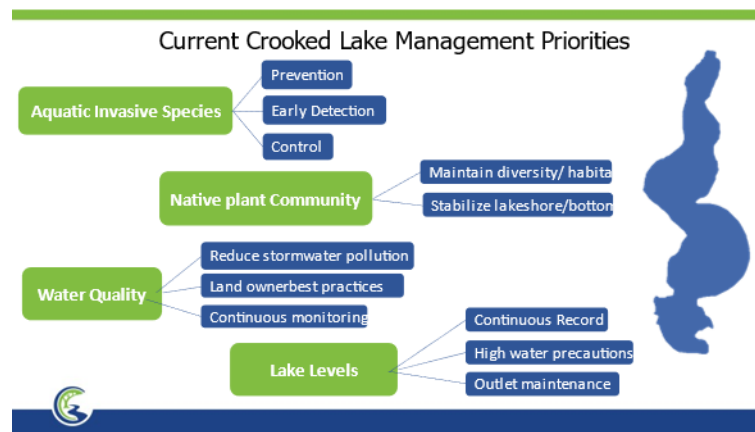 Current Crooked Lake Management Priorities
Aquatic Invasive Species
Prevention
Early Detection
Control
Native plant Community
Maintain diversity/ habita
Stabilize lakeshore/botton
Water Quality
Reduce stormwater pollution
Land ownerbest practices
Continuous monitoring
Lake Levels
Continuous Record
High water precautions
Outlet maintenance